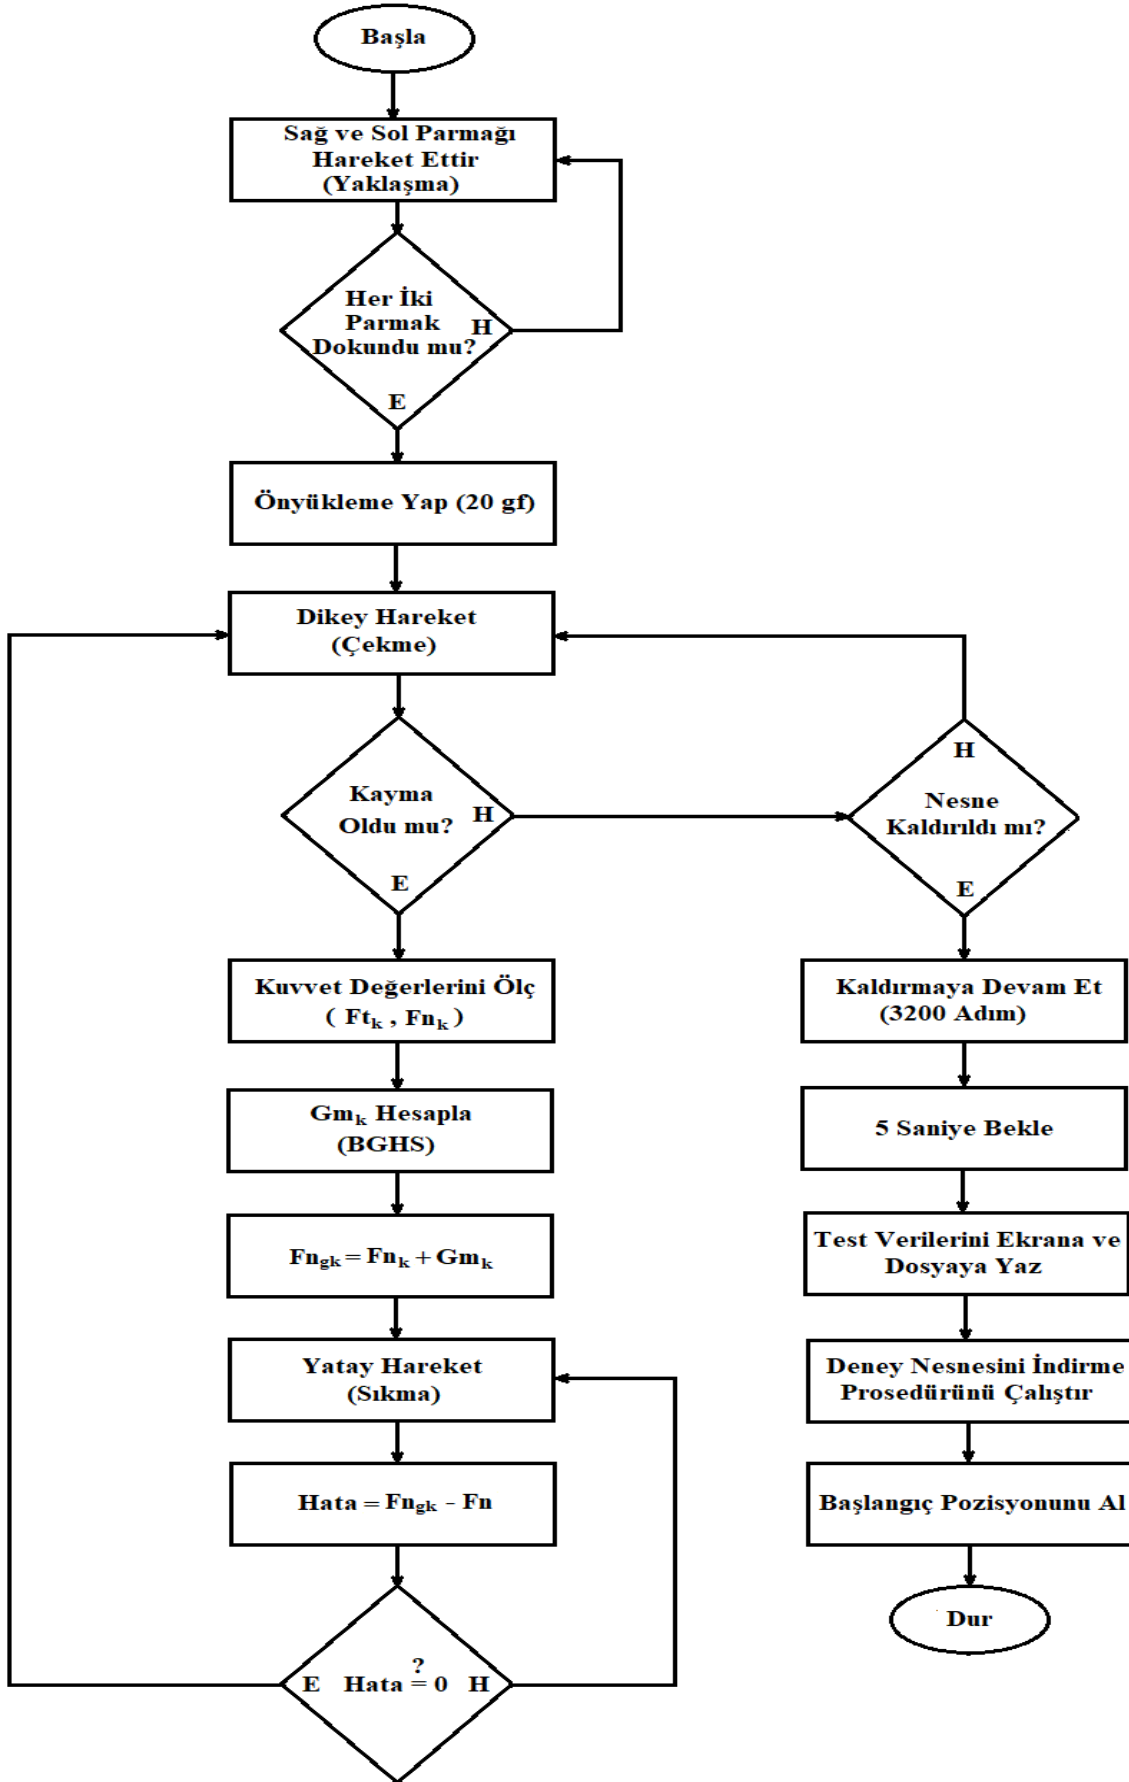 Başla
Sağ ve Sol Parmağı
Hareket Ettir
(Yaklaşma)
Her İki
Parmak
Dokundu mu?
H
E
Önyükleme Yap (20 gf)
Dikey Hareket
(Çekme)
Kayma
Oldu mu?
H
E
Kuvvet Değerlerini Ölç
( Ftk , Fnk )
Gmk Hesapla
(BGHS)
Fngk = Fnk + Gmk
Yatay Hareket
(Sıkma)
Hata = Fngk - Fn
?
E Hata = 0 H
H
Nesne
Kaldırıldı mı?
E
Kaldırmaya Devam Et
(3200 Adım)
5 Saniye Bekle
Test Verilerini Ekrana ve
Dosyaya Yaz
Deney Nesnesini İndirme
Prosedürünü Çalıştır
Başlangıç Pozisyonunu Al
Dur